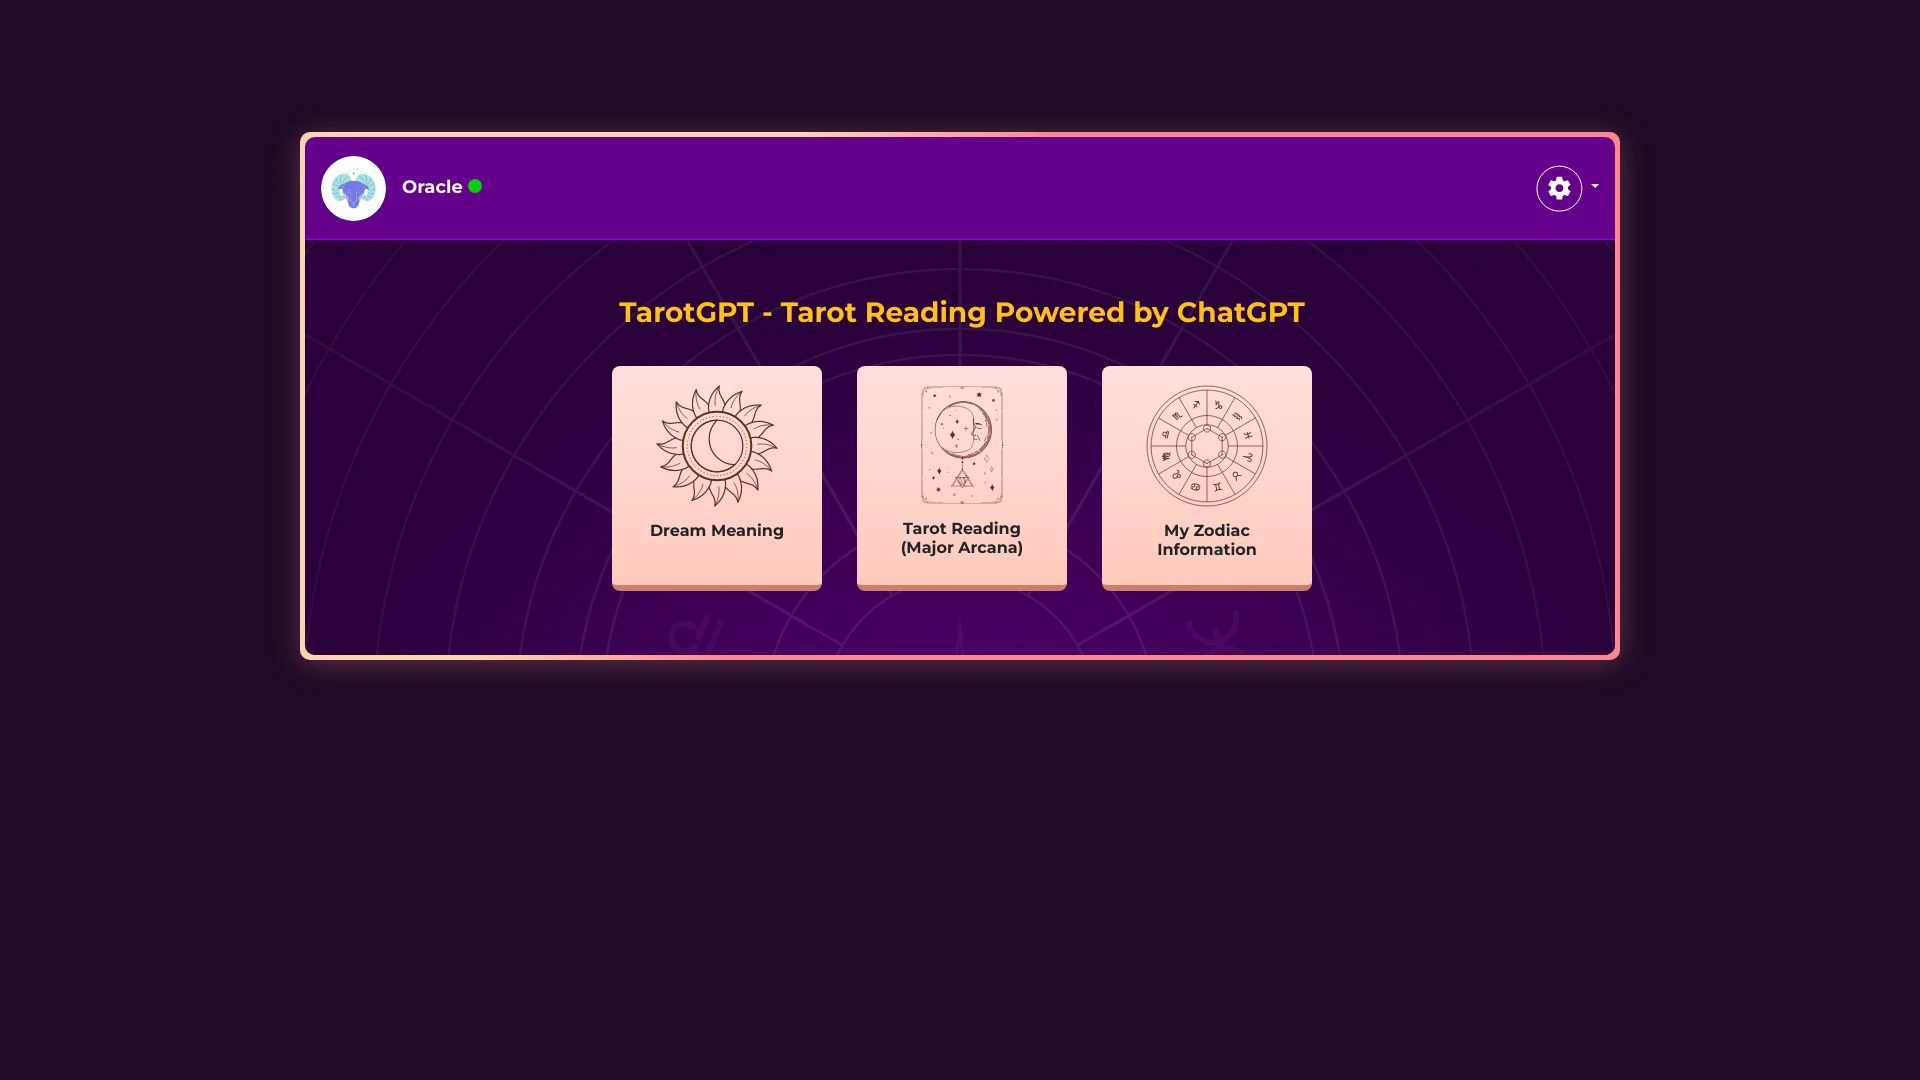 Oracle
TarotGPT - Tarot Reading Powered by ChatGPT
Dream Meaning
Tarot Reading
(Major Arcana)
My Zodiac
Information